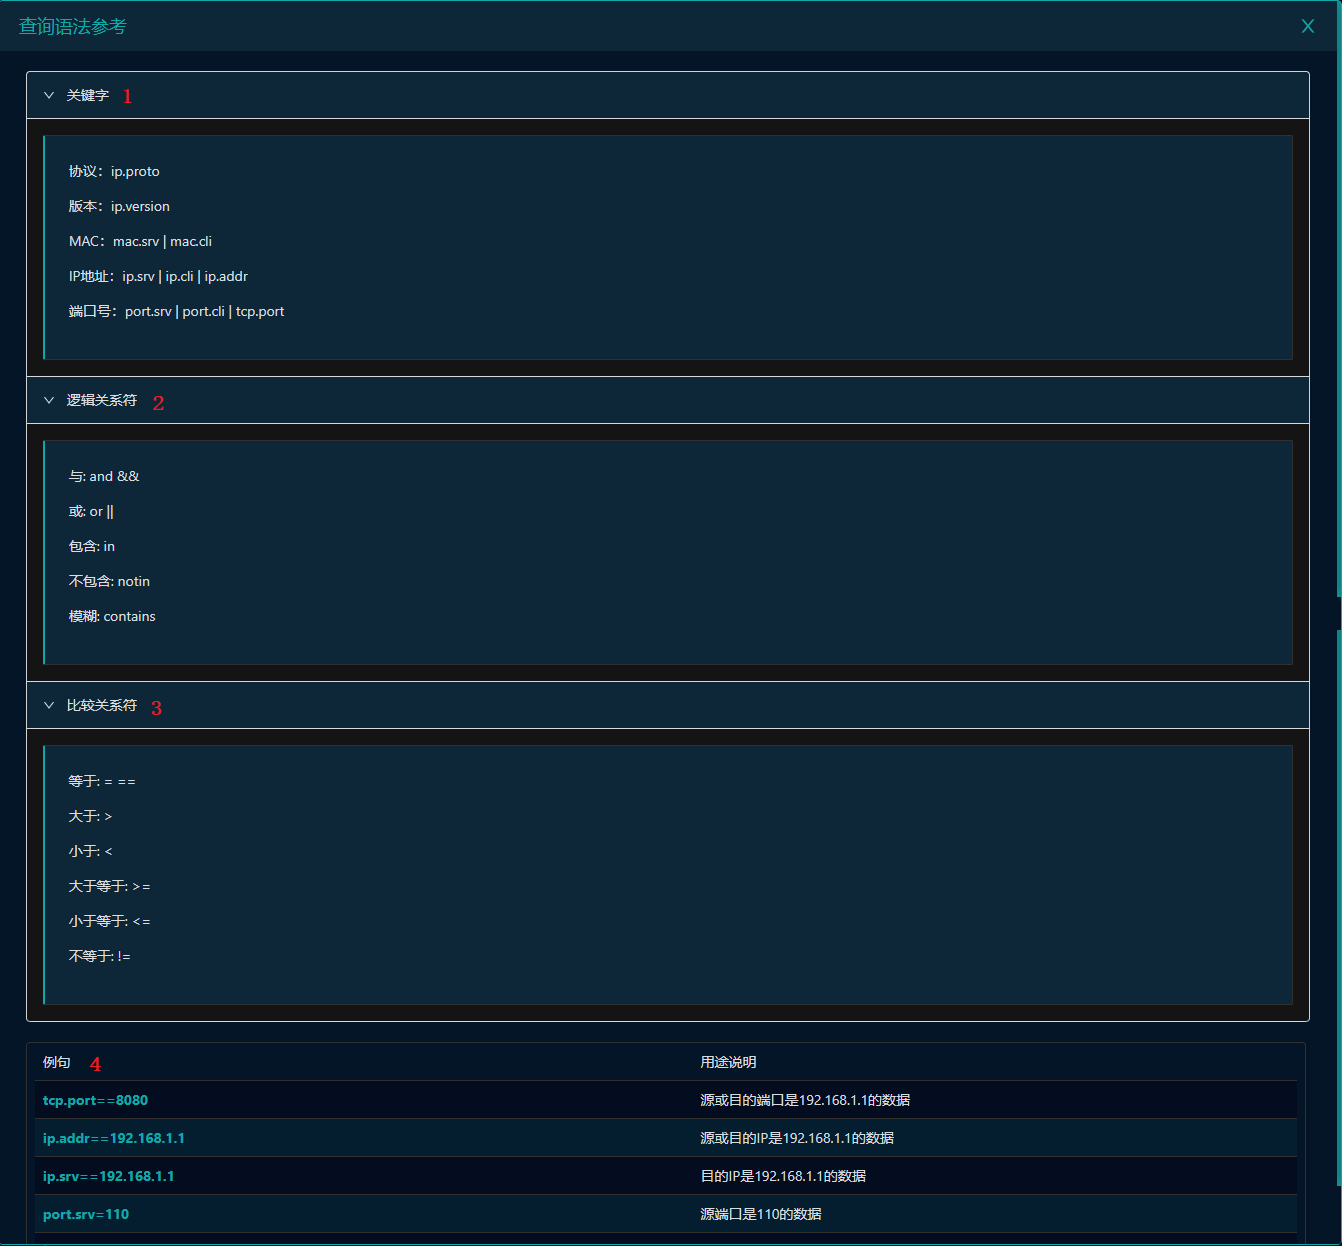 查询语法参考 X
关键字 1
协议：ip.proto
版本：ip.version
MAC：mac.srv | mac.cli
IP地址：ip.srv | ip.cli | ip.addr
端口号：port.srv | port.cli | tcp.port
逻辑关系符 2
与: and &&
或: or ||
包含: in
不包含: notin
模糊: contains
比较关系符 3
等于: = ==
大于: >
小于: <
大于等于: >=
小于等于: <=
不等于: !=
例句 4 用途说明
tcp.port==8080 源或目的端口是192.168.1.1的数据
ip.addr==192.168.1.1 源或目的IP是192.168.1.1的数据
ip.srv==192.168.1.1 目的IP是192.168.1.1的数据
port.srv=110 源端口是110的数据